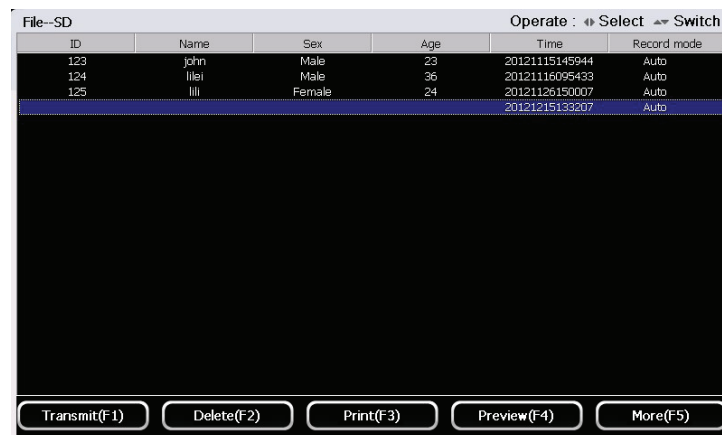 File--SD Operate : Select Switch
ID Name Sex Age Time Record mode
123 john Male 23 20121115145944 Auto
124 lilei Male 36 20121116095433 Auto
125 lili Female 24 20121126150007 Auto
20121215133207 Auto
Transmit(F1) Delete(F2) Print(F3) Preview(F4) More(F5)